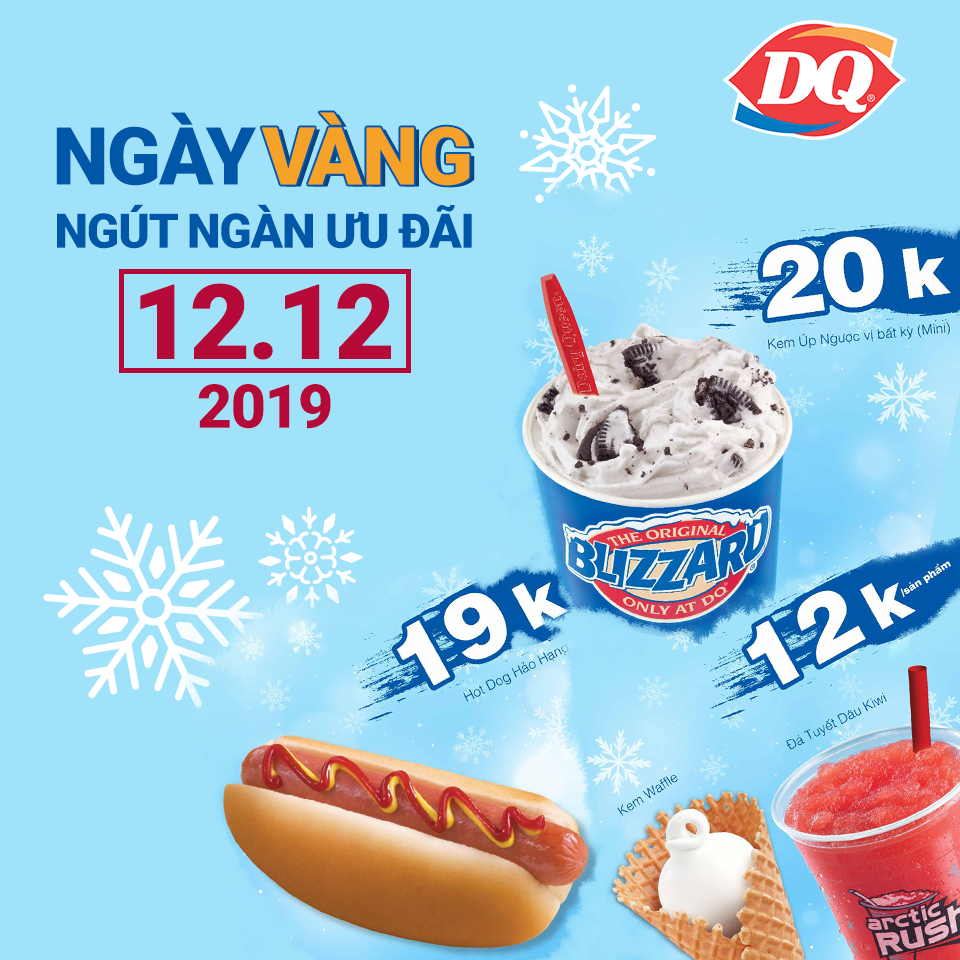 DQ
NGÀY VÀNG
NGÚT NGÀN ƯU ĐÃI
12.12
2019
20 k
Kem Úp Ngược vị bất kỳ (Mini)
Dairy Queen
THE ORIGINAL
BLIZZARD
ONLY AT DQ
19 k
Hot Dog Hảo Hạng
12 k /sản phẩm
Đá Tuyết Dâu Kiwi
Kem Waffle
arctic
RUSH